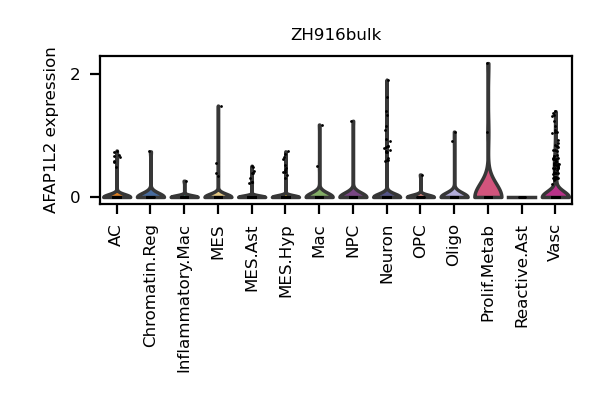 ZH916bulk
AFAP1L2 expression
2
0
AC
Chromatin.Reg
Inflammatory.Mac
MES
MES.Ast
MES.Hyp
Mac
NPC
Neuron
OPC
Oligo
Prolif.Metab
Reactive.Ast
Vasc